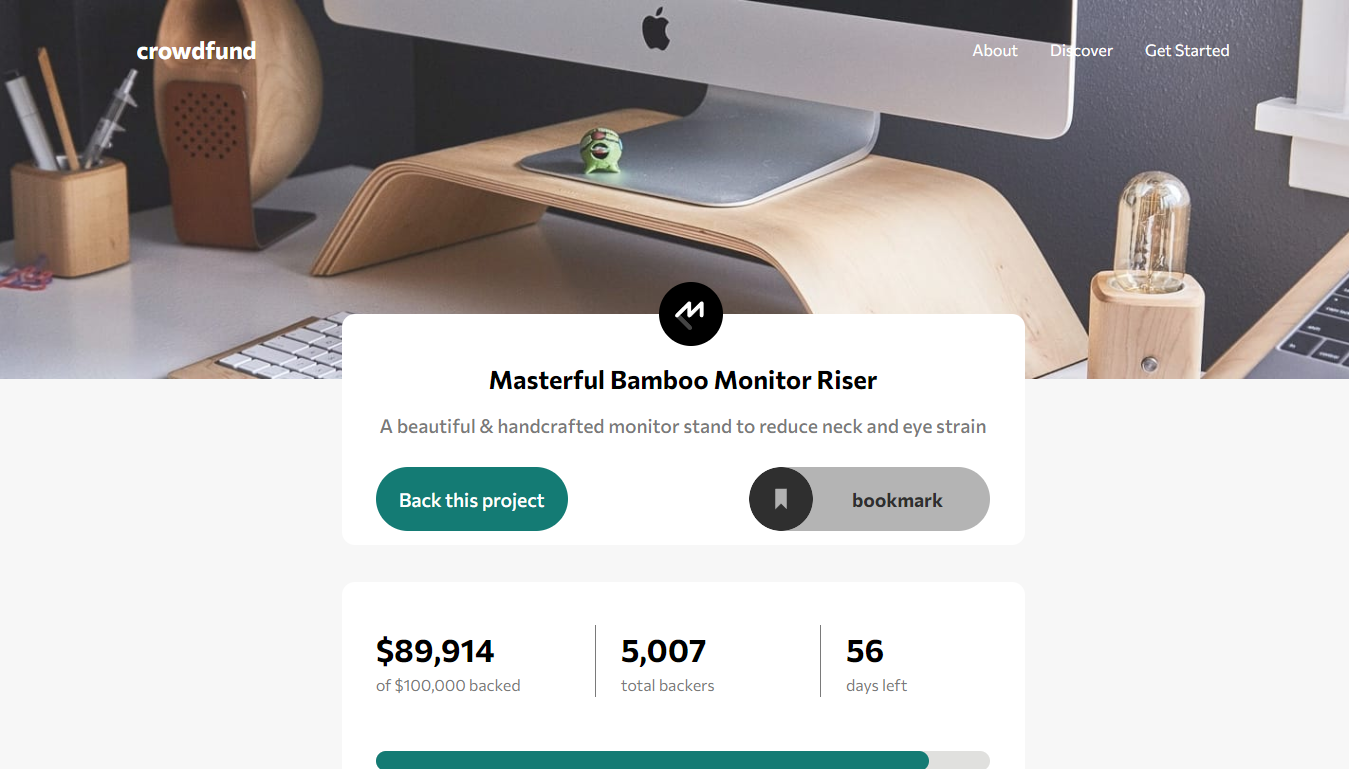 crowdfund
About
Discover
Get Started
Masterful Bamboo Monitor Riser
A beautiful & handcrafted monitor stand to reduce neck and eye strain
Back this project
bookmark
$89,914
of $100,000 backed
5,007
total backers
56
days left